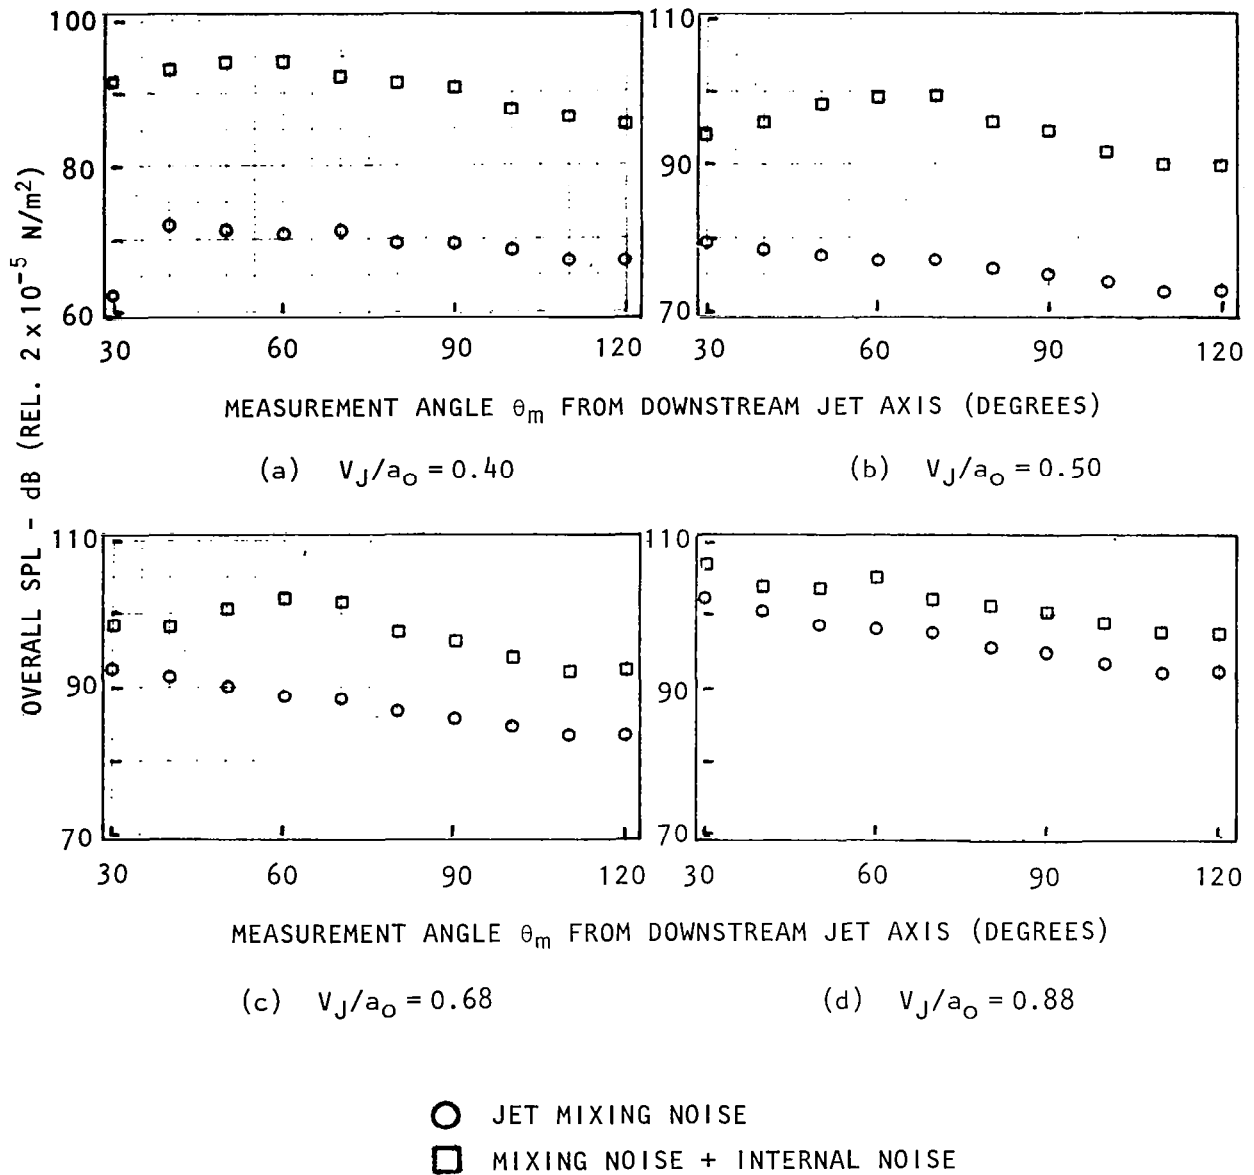 OVERALL SPL - dB (REL. 2 x 10⁻⁵ N/m²)
100
80
60
30 60 90 120
110
90
70
30 60 90 120
MEASUREMENT ANGLE θm FROM DOWNSTREAM JET AXIS (DEGREES)
(a) VJ/ao = 0.40
(b) VJ/ao = 0.50
110
90
70
30 60 90 120
110
90
70
30 60 90 120
MEASUREMENT ANGLE θm FROM DOWNSTREAM JET AXIS (DEGREES)
(c) VJ/ao = 0.68
(d) VJ/ao = 0.88
JET MIXING NOISE
MIXING NOISE + INTERNAL NOISE